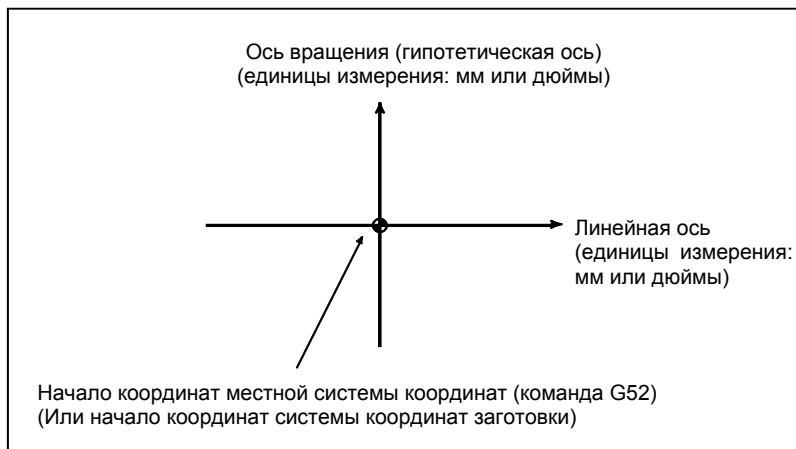 Ось вращения (гипотетическая ось)
(единицы измерения: мм или дюймы)
Линейная ось
(единицы измерения:
мм или дюймы)
Начало координат местной системы координат (команда G52)
(Или начало координат системы координат заготовки)